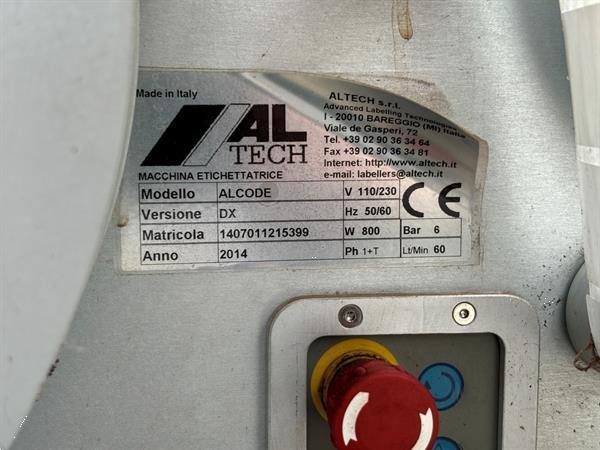 Made in Italy
AL
TECH
ALTECH s.r.l.
Advanced Labelling Technologies
I - 20010 BAREGGIO (MI) Italia
Viale de Gasperi, 72
Tel. +39 02 90 36 34 64
Fax +39 02 90 36 34 81
Internet: http://www.altech.it
e-mail: labellers@altech.it
MACCHINA ETICHETTATRICE
Modello ALCODE V 110/230
Versione DX Hz 50/60 CE
Matricola 1407011215399 W 800 Bar 6
Anno 2014 Ph 1+T Lt/Min 60